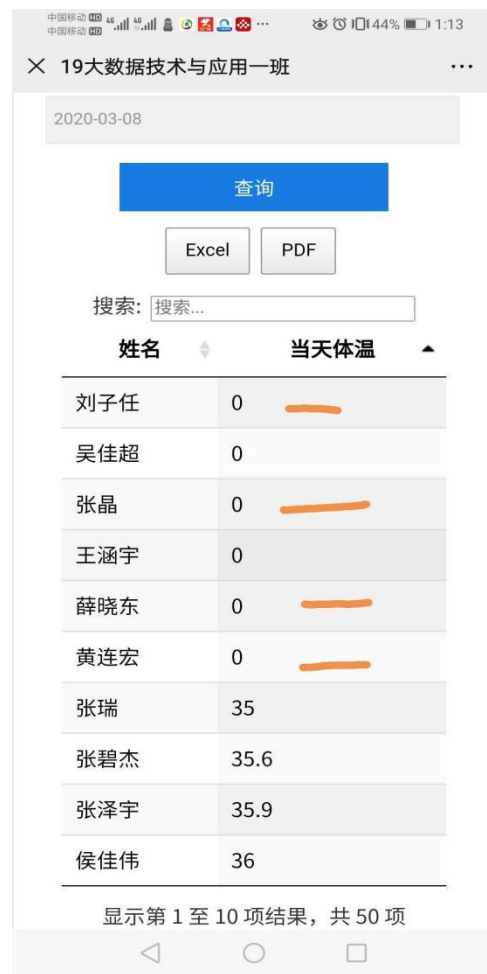 中国移动 HD 46 46 44% 1:13
中国移动 HD
19大数据技术与应用一班
2020-03-08
查询
Excel PDF
搜索: 搜索...
姓名 当天体温
刘子任 0
吴佳超 0
张晶 0
王涵宇 0
薛晓东 0
黄连宏 0
张瑞 35
张碧杰 35.6
张泽宇 35.9
侯佳伟 36
显示第 1 至 10 项结果，共 50 项